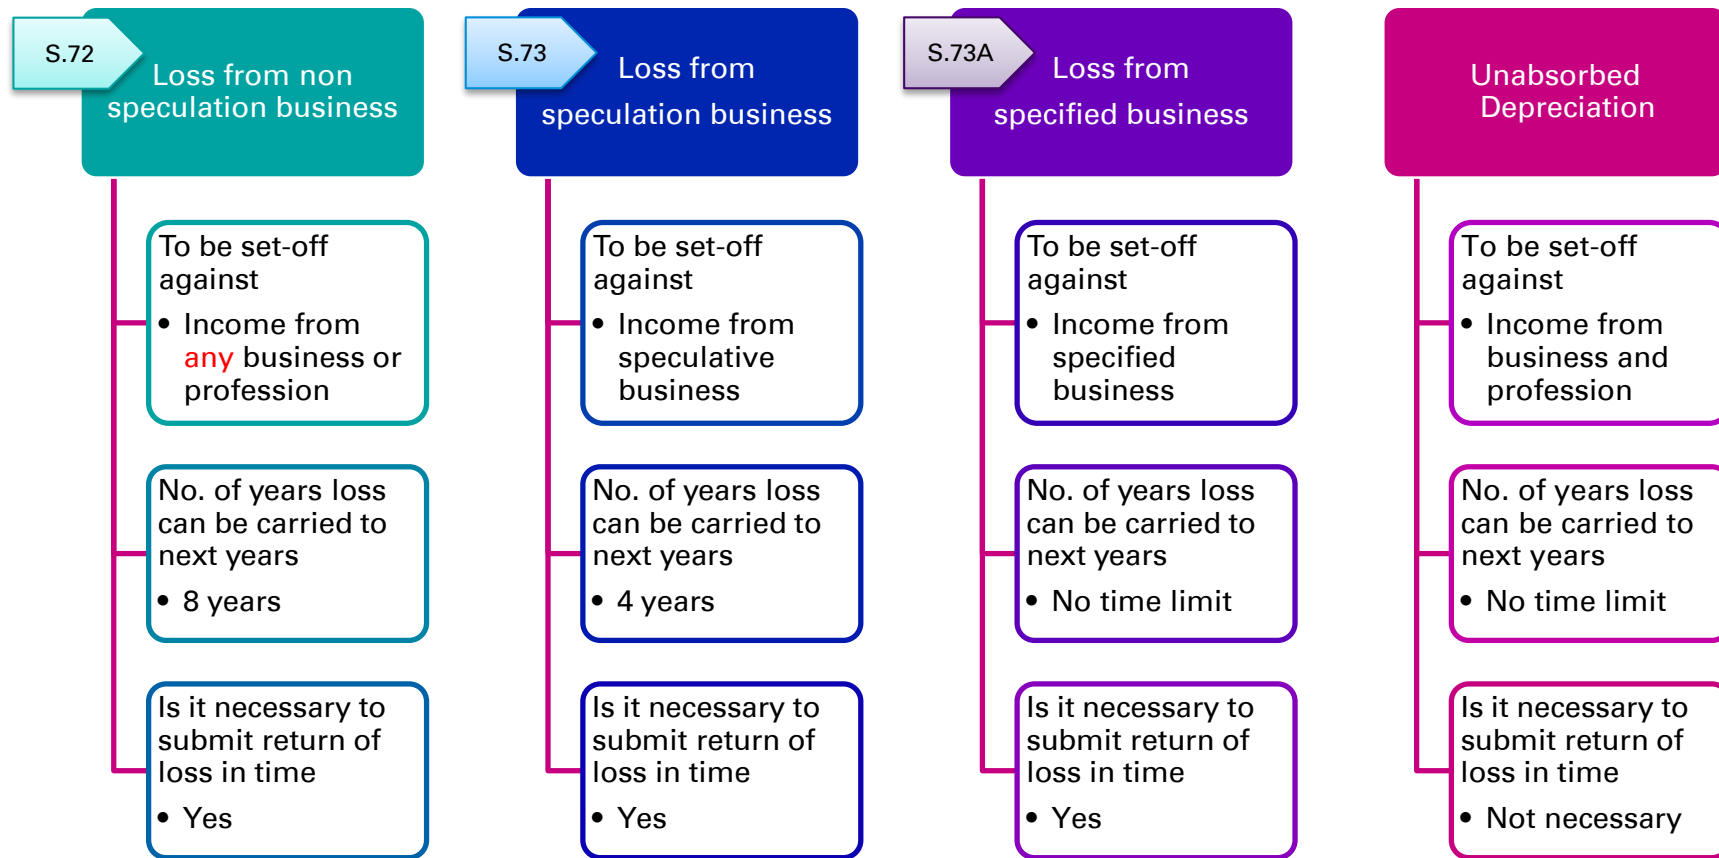 S.72
Loss from non
speculation business
To be set-off
against
• Income from
any business or
profession
No. of years loss
can be carried to
next years
• 8 years
Is it necessary to
submit return of
loss in time
• Yes
S.73
Loss from
speculation business
To be set-off
against
• Income from
speculative
business
No. of years loss
can be carried to
next years
• 4 years
Is it necessary to
submit return of
loss in time
• Yes
S.73A
Loss from
specified business
To be set-off
against
• Income from
specified
business
No. of years loss
can be carried to
next years
• No time limit
Is it necessary to
submit return of
loss in time
• Yes
Unabsorbed
Depreciation
To be set-off
against
• Income from
business and
profession
No. of years loss
can be carried to
next years
• No time limit
Is it necessary to
submit return of
loss in time
• Not necessary